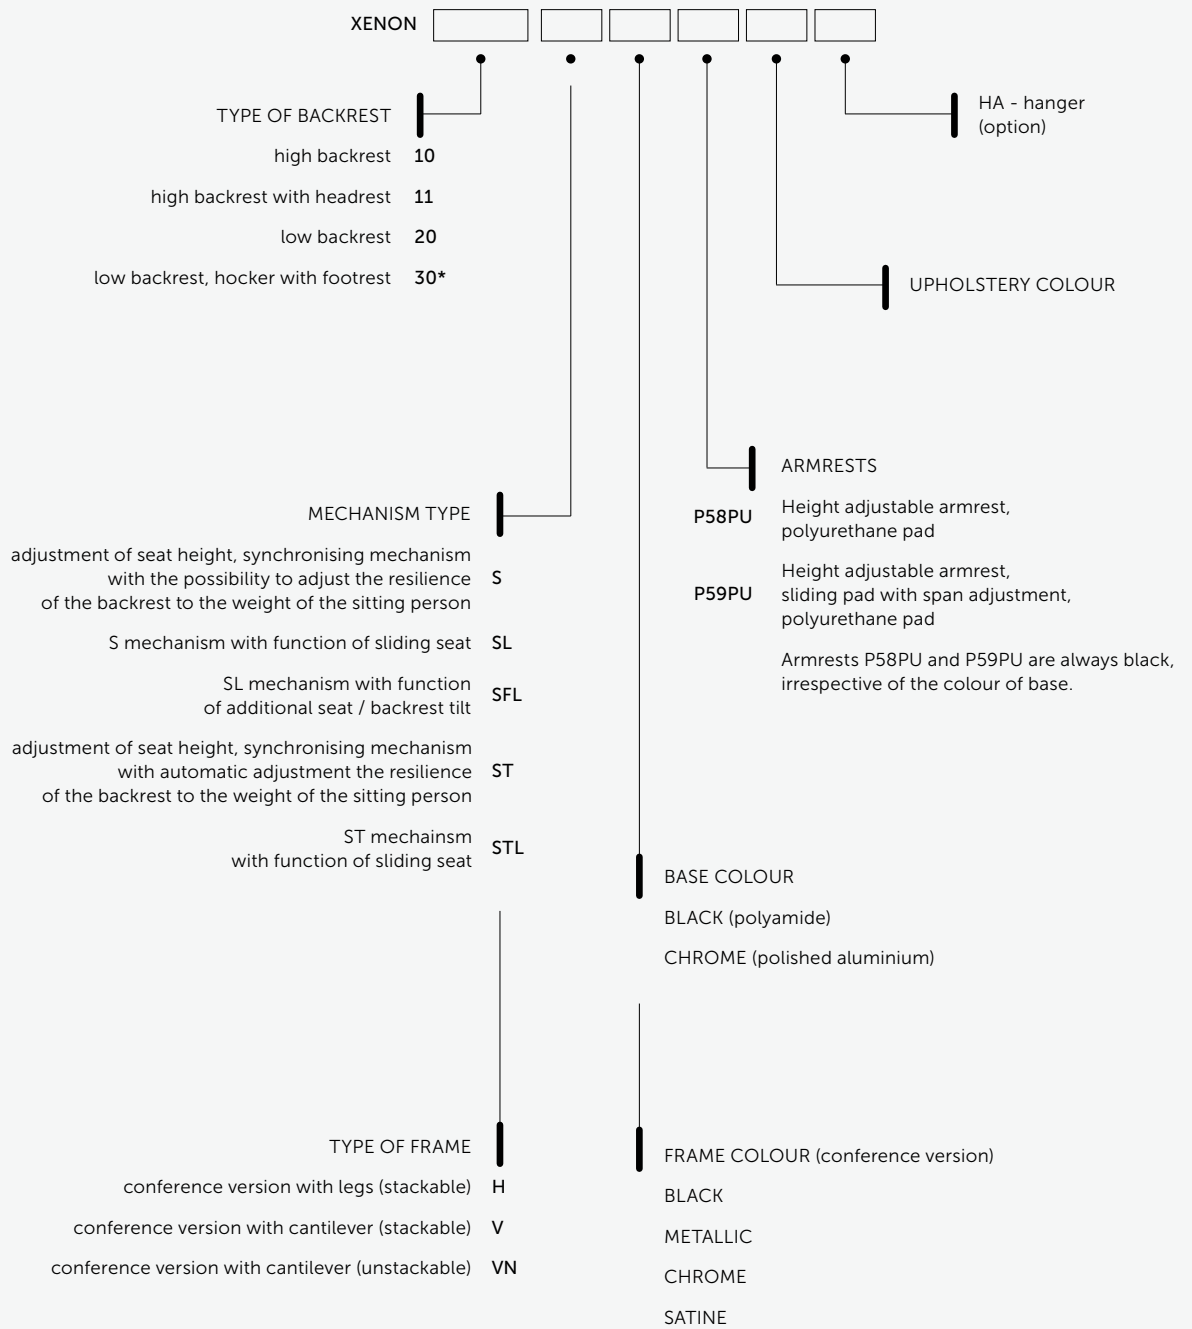 XENON
TYPE OF BACKREST
high backrest 10
high backrest with headrest 11
low backrest 20
low backrest, hocker with footrest 30*
HA - hanger
(option)
UPHOLSTERY COLOUR
ARMRESTS
P58PU Height adjustable armrest,
polyurethane pad
P59PU Height adjustable armrest,
sliding pad with span adjustment,
polyurethane pad
Armrests P58PU and P59PU are always black,
irrespective of the colour of base.
MECHANISM TYPE
adjustment of seat height, synchronising mechanism
with the possibility to adjust the resilience S
of the backrest to the weight of the sitting person
S mechanism with function of sliding seat SL
SL mechanism with function
of additional seat / backrest tilt SFL
adjustment of seat height, synchronising mechanism
with automatic adjustment the resilience ST
of the backrest to the weight of the sitting person
ST mechainsm
with function of sliding seat STL
BASE COLOUR
BLACK (polyamide)
CHROME (polished aluminium)
TYPE OF FRAME
conference version with legs (stackable) H
conference version with cantilever (stackable) V
conference version with cantilever (unstackable) VN
FRAME COLOUR (conference version)
BLACK
METALLIC
CHROME
SATINE